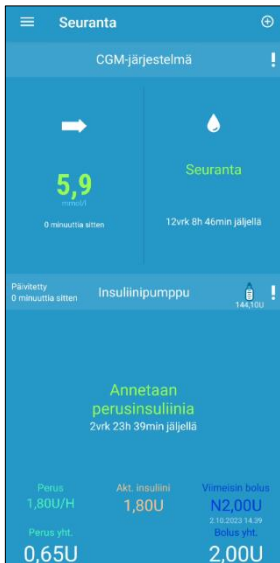 Seuranta
CGM-järjestelmä
5,9
mmol/l
0 minuuttia sitten
Seuranta
12vrk 8h 46min jäljellä
Päivitetty
0 minuuttia sitten
Insuliinipumppu
144,10U
Annetaan
perusinsuliinia
2vrk 23h 39min jäljellä
Perus
1,80U/H
Akt. insuliini
1,80U
Viimeisin bolus
N2,00U
2.10.2023 14.39
Perus yht.
0,65U
Bolus yht.
2,00U